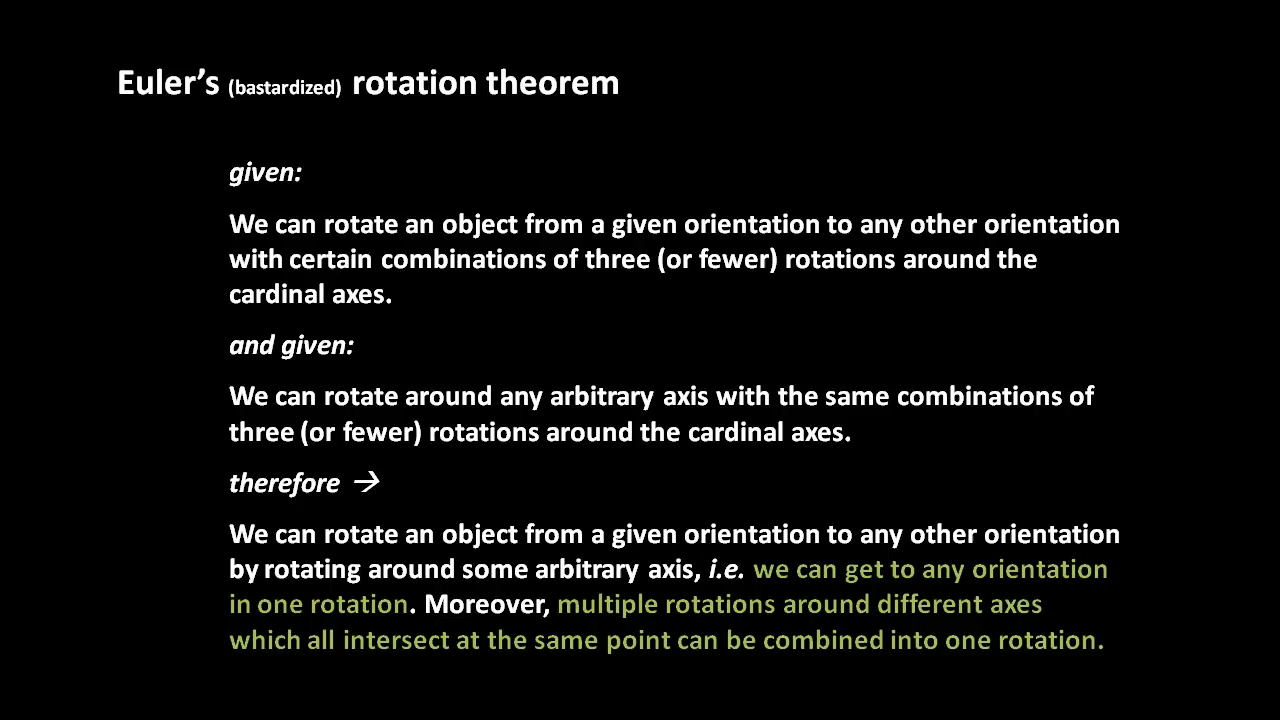 Euler's (bastardized) rotation theorem
given:
We can rotate an object from a given orientation to any other orientation
with certain combinations of three (or fewer) rotations around the
cardinal axes.
and given:
We can rotate around any arbitrary axis with the same combinations of
three (or fewer) rotations around the cardinal axes.
therefore →
We can rotate an object from a given orientation to any other orientation
by rotating around some arbitrary axis, i.e. we can get to any orientation
in one rotation. Moreover, multiple rotations around different axes
which all intersect at the same point can be combined into one rotation.